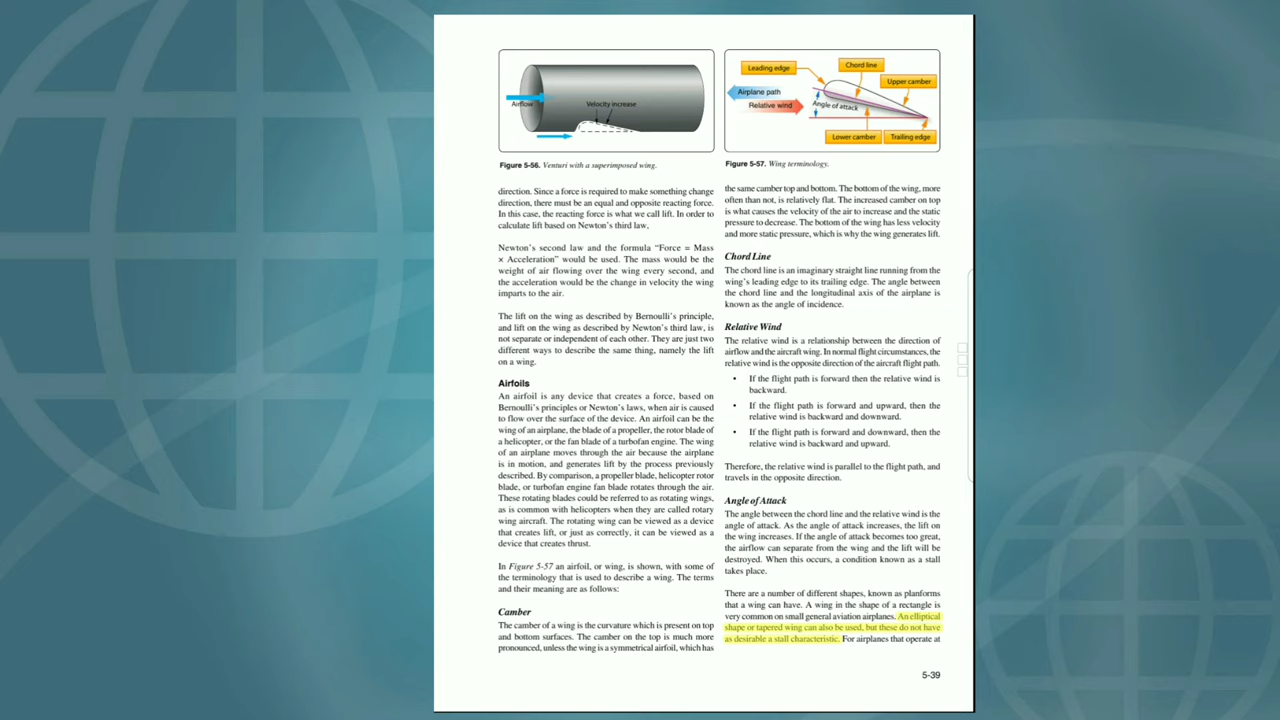 Airflow
Velocity increase
Figure 5-56. Venturi with a superimposed wing.
direction. Since a force is required to make something change
direction, there must be an equal and opposite reacting force.
In this case, the reacting force is what we call lift. In order to
calculate lift based on Newton's third law,
Newton's second law and the formula “Force = Mass
× Acceleration” would be used. The mass would be the
weight of air flowing over the wing every second, and
the acceleration would be the change in velocity the wing
imparts to the air.
The lift on the wing as described by Bernoulli's principle,
and lift on the wing as described by Newton's third law, is
not separate or independent of each other. They are just two
different ways to describe the same thing, namely the lift
on a wing.
Airfoils
An airfoil is any device that creates a force, based on
Bernoulli's principles or Newton's laws, when air is caused
to flow over the surface of the device. An airfoil can be the
wing of an airplane, the blade of a propeller, the rotor blade of
a helicopter, or the fan blade of a turbofan engine. The wing
of an airplane moves through the air because the airplane
is in motion, and generates lift by the process previously
described. By comparison, a propeller blade, helicopter rotor
blade, or turbofan engine fan blade rotates through the air.
These rotating blades could be referred to as rotating wings,
as is common with helicopters when they are called rotary
wing aircraft. The rotating wing can be viewed as a device
that creates lift, or just as correctly, it can be viewed as a
device that creates thrust.
In Figure 5-57 an airfoil, or wing, is shown, with some of
the terminology that is used to describe a wing. The terms
and their meaning are as follows:
Camber
The camber of a wing is the curvature which is present on top
and bottom surfaces. The camber on the top is much more
pronounced, unless the wing is a symmetrical airfoil, which has
Leading edge
Chord line
Upper camber
Airplane path
Relative wind
Angle of attack
Lower camber
Trailing edge
Figure 5-57. Wing terminology.
the same camber top and bottom. The bottom of the wing, more
often than not, is relatively flat. The increased camber on top
is what causes the velocity of the air to increase and the static
pressure to decrease. The bottom of the wing has less velocity
and more static pressure, which is why the wing generates lift.
Chord Line
The chord line is an imaginary straight line running from the
wing's leading edge to its trailing edge. The angle between
the chord line and the longitudinal axis of the airplane is
known as the angle of incidence.
Relative Wind
The relative wind is a relationship between the direction of
airflow and the aircraft wing. In normal flight circumstances, the
relative wind is the opposite direction of the aircraft flight path.
• If the flight path is forward then the relative wind is
backward.
• If the flight path is forward and upward, then the
relative wind is backward and downward.
• If the flight path is forward and downward, then the
relative wind is backward and upward.
Therefore, the relative wind is parallel to the flight path, and
travels in the opposite direction.
Angle of Attack
The angle between the chord line and the relative wind is the
angle of attack. As the angle of attack increases, the lift on
the wing increases. If the angle of attack becomes too great,
the airflow can separate from the wing and the lift will be
destroyed. When this occurs, a condition known as a stall
takes place.
There are a number of different shapes, known as planforms
that a wing can have. A wing in the shape of a rectangle is
very common on small general aviation airplanes. An elliptical
shape or tapered wing can also be used, but these do not have
as desirable a stall characteristic. For airplanes that operate at
5-39